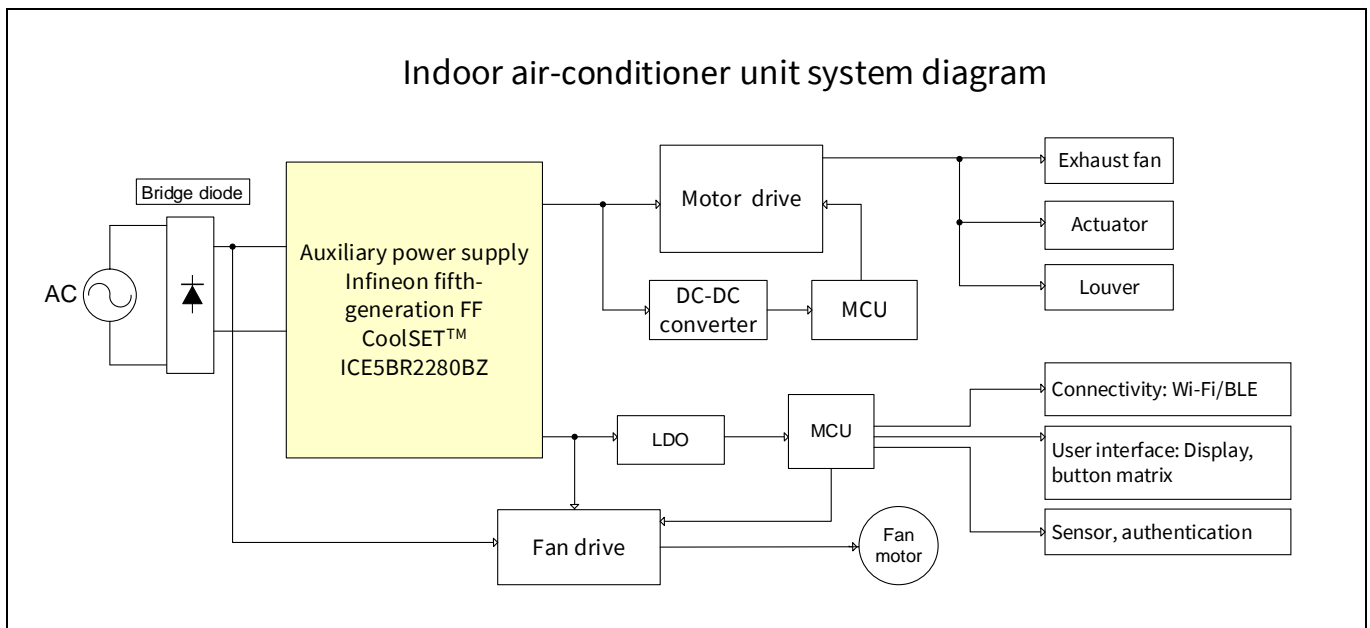 Indoor air-conditioner unit system diagram
Bridge diode
AC
Auxiliary power supply
Infineon fifth-
generation FF
CoolSET™
ICE5BR2280BZ
Motor drive
DC-DC
converter
MCU
Exhaust fan
Actuator
Louver
LDO
MCU
Connectivity: Wi-Fi/BLE
User interface: Display,
button matrix
Sensor, authentication
Fan drive
Fan
motor